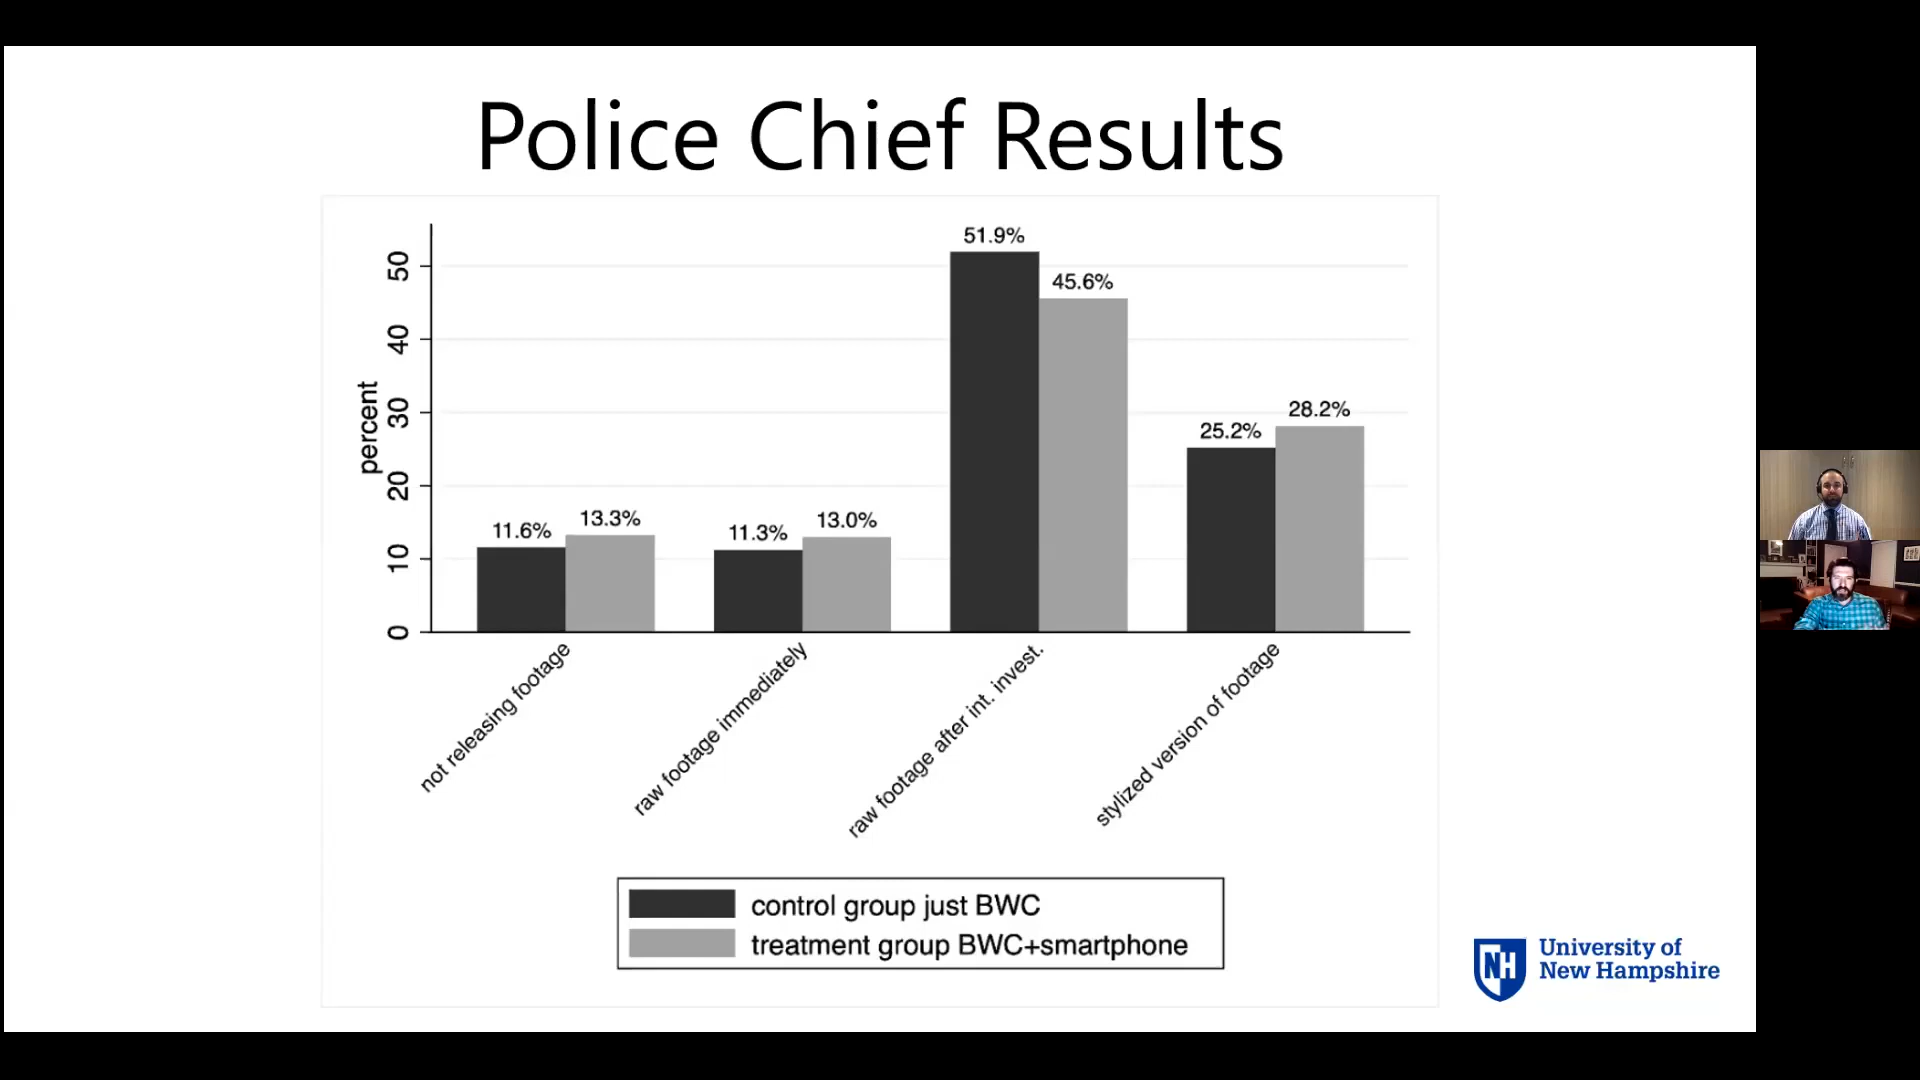 Police Chief Results
percent
50
40
30
20
10
0
11.6%
13.3%
11.3%
13.0%
51.9%
45.6%
25.2%
28.2%
not releasing footage
raw footage immediately
raw footage after int. invest.
stylized version of footage
control group just BWC
treatment group BWC+smartphone
NH
University of
New Hampshire